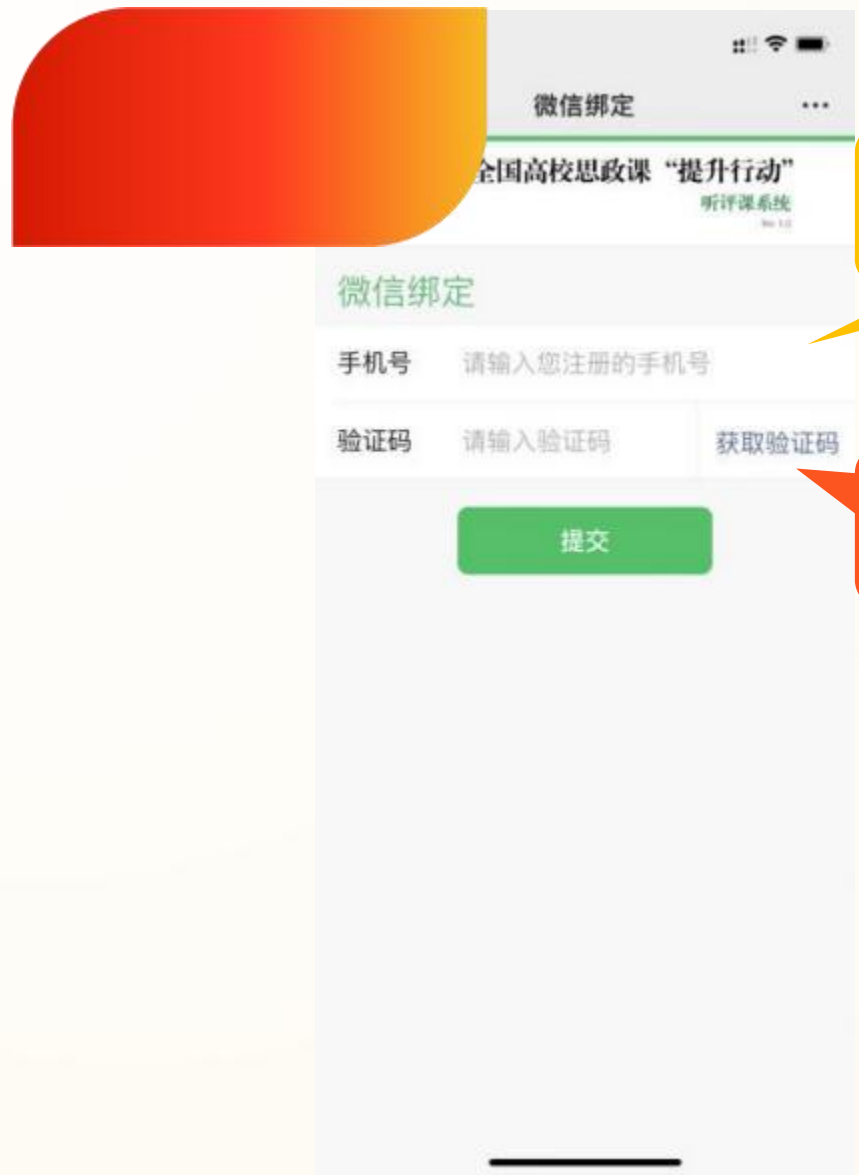 微信绑定
全国高校思政课“提升行动”
听评课系统
微信绑定
手机号 请输入您注册的手机号
验证码 请输入验证码 获取验证码
提交